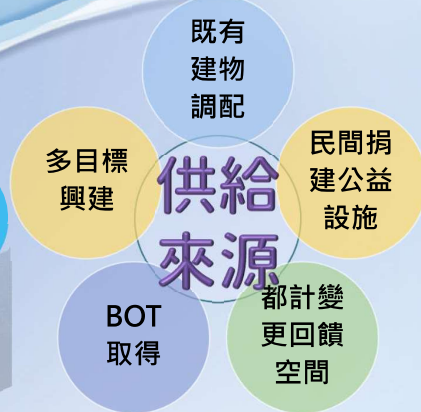 既有
建物
調配
民間捐
建公益
設施
多目標
興建
供給
來源
都計變
更回饋
空間
BOT
取得